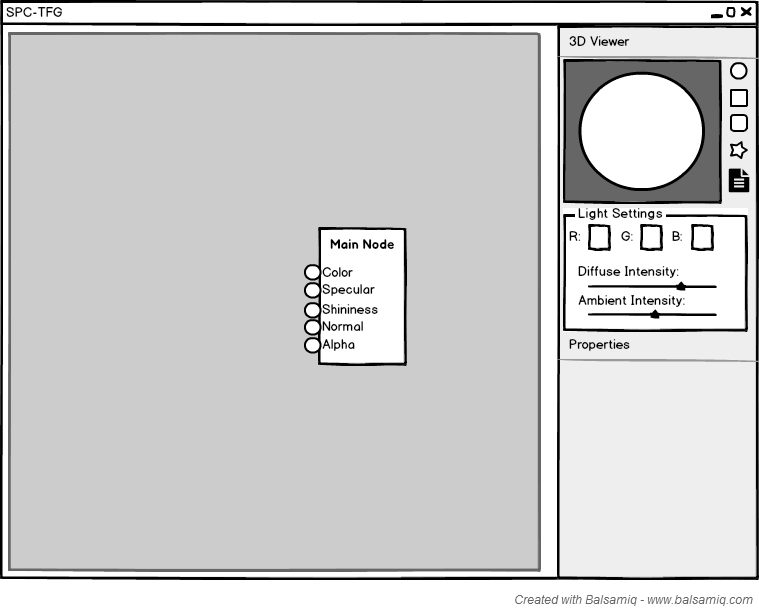 SPC-TFG
3D Viewer
Light Settings
R: G: B:
Diffuse Intensity:
Ambient Intensity:
Properties
Main Node
Color
Specular
Shininess
Normal
Alpha
Created with Balsamiq - www.balsamiq.com